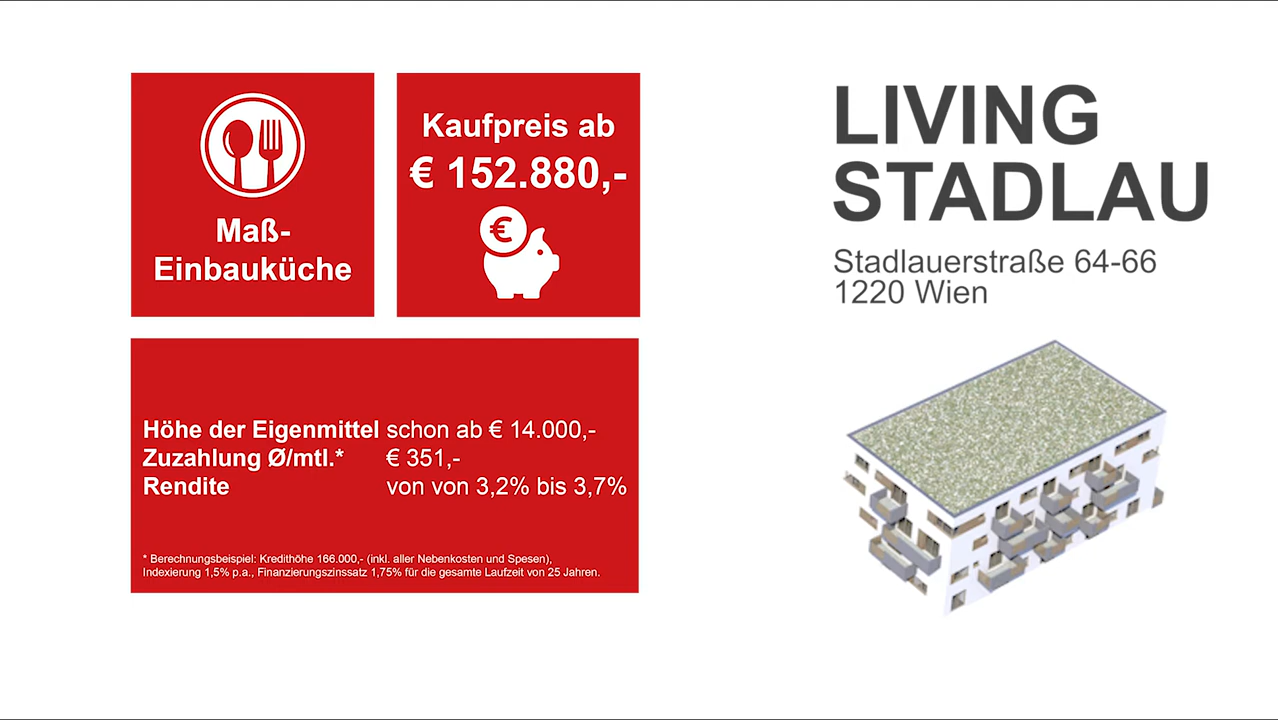 Maß-
Einbauküche
Kaufpreis ab
€ 152.880,-
€
Höhe der Eigenmittel schon ab € 14.000,-
Zuzahlung Ø/mtl.* € 351,-
Rendite von von 3,2% bis 3,7%
* Berechnungsbeispiel: Kredithöhe 166.000,- (inkl. aller Nebenkosten und Spesen),
Indexierung 1,5% p.a., Finanzierungszinssatz 1,75% für die gesamte Laufzeit von 25 Jahren.
LIVING
STADLAU
Stadlauerstraße 64-66
1220 Wien